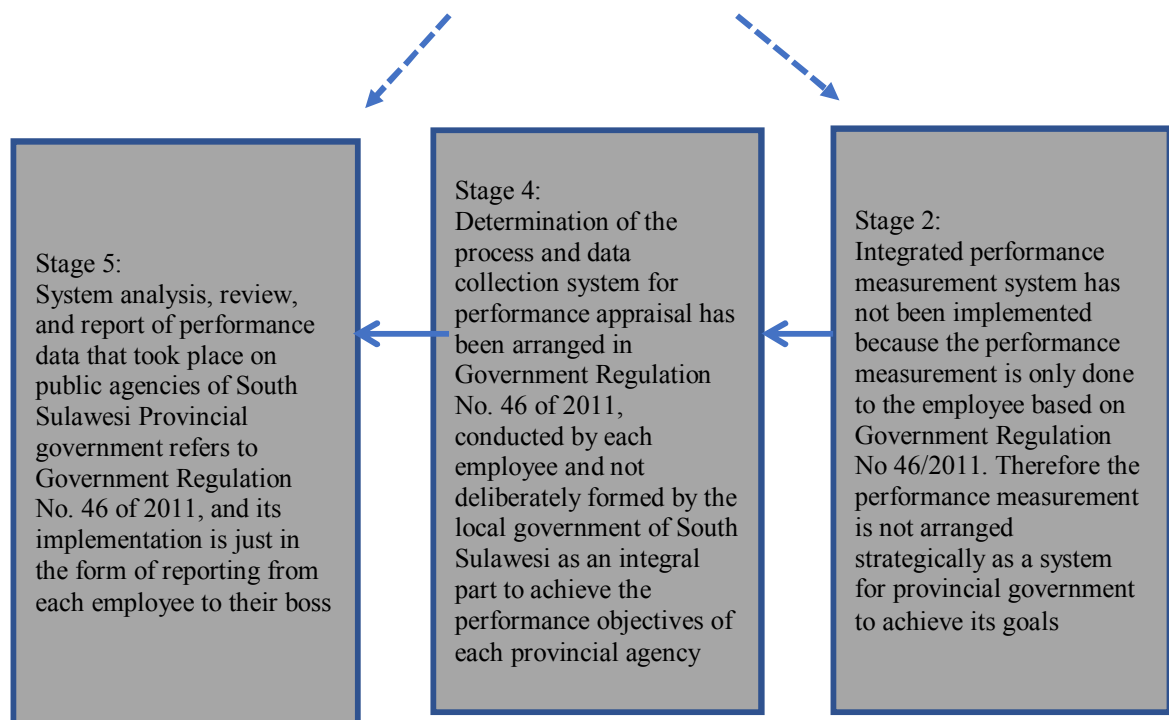 Stage 5:
System analysis, review,
and report of performance
data that took place on
public agencies of South
Sulawesi Provincial
government refers to
Government Regulation
No. 46 of 2011, and its
implementation is just in
the form of reporting from
each employee to their boss
Stage 4:
Determination of the
process and data
collection system for
performance appraisal has
been arranged in
Government Regulation
No. 46 of 2011,
conducted by each
employee and not
deliberately formed by the
local government of South
Sulawesi as an integral
part to achieve the
performance objectives of
each provincial agency
Stage 2:
Integrated performance
measurement system has
not been implemented
because the performance
measurement is only done
to the employee based on
Government Regulation
No 46/2011. Therefore the
performance measurement
is not arranged
strategically as a system
for provincial government
to achieve its goals